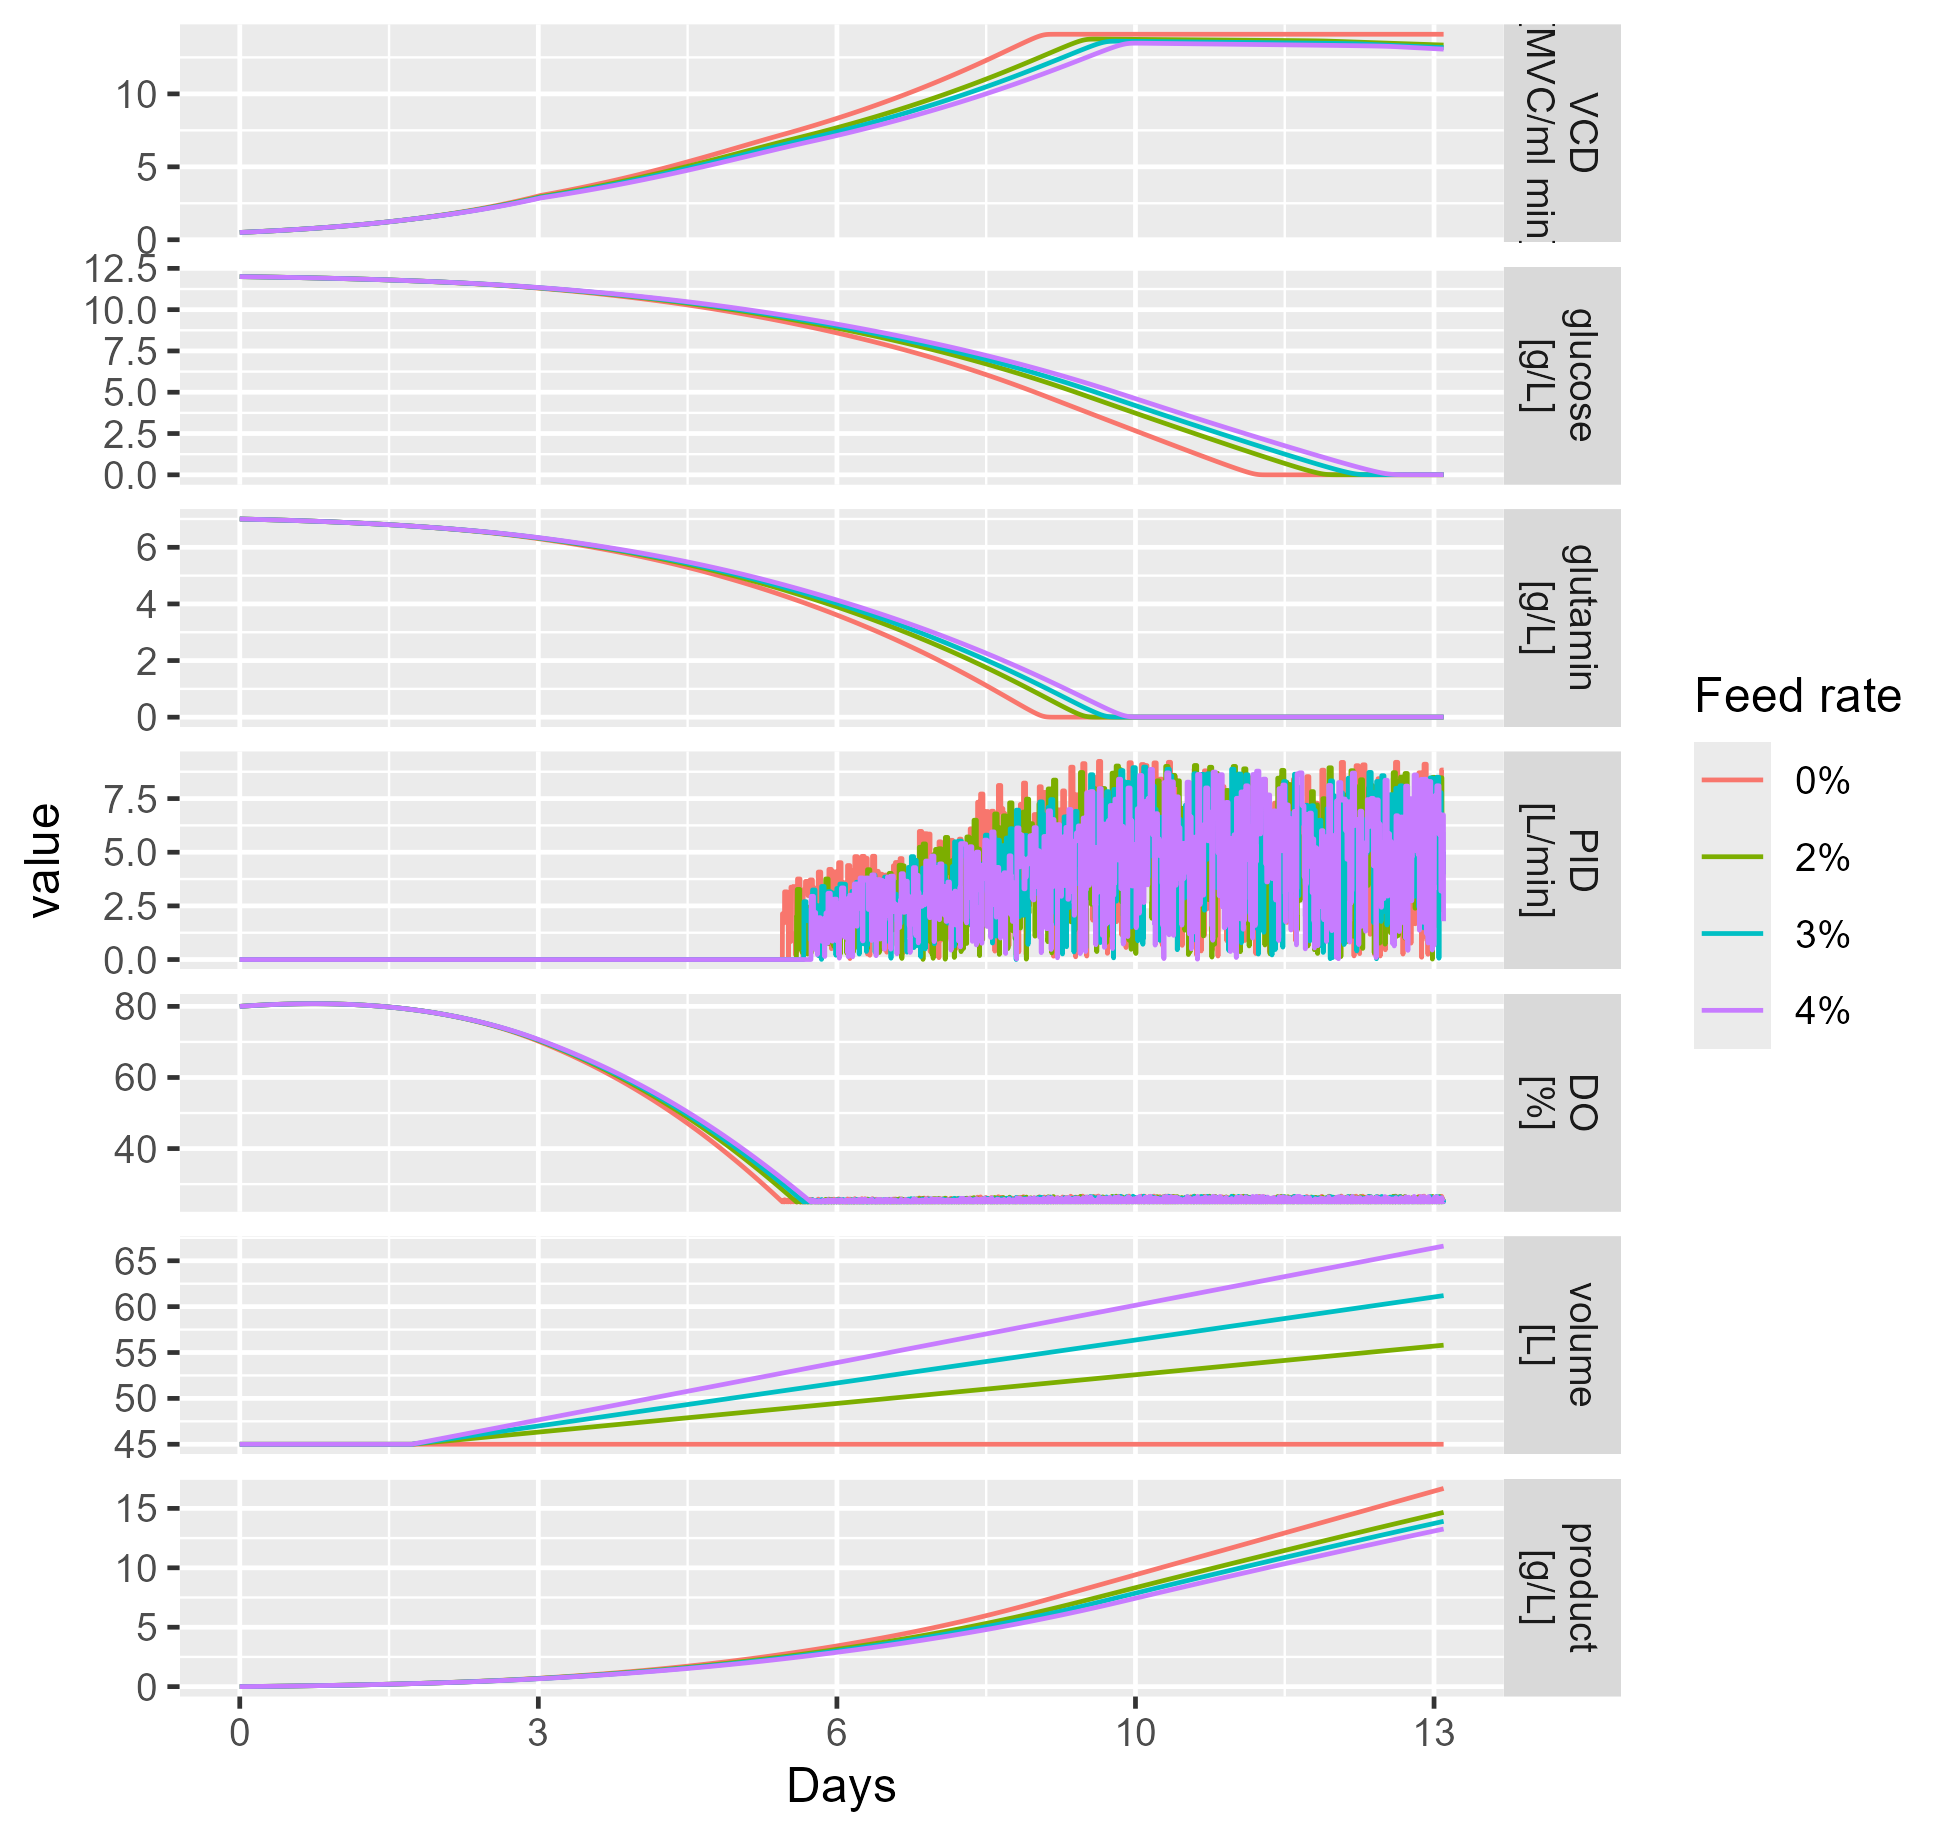 value
10
5
0
VCD
[MVC/ml min]
12.5
10.0
7.5
5.0
2.5
0.0
glucose
[g/L]
6
4
2
0
glutamin
[g/L]
7.5
5.0
2.5
0.0
PID
[L/min]
80
60
40
DO
[%]
65
60
55
50
45
volume
[L]
15
10
5
0
product
[g/L]
0 3 6 10 13
Days
Feed rate
0%
2%
3%
4%